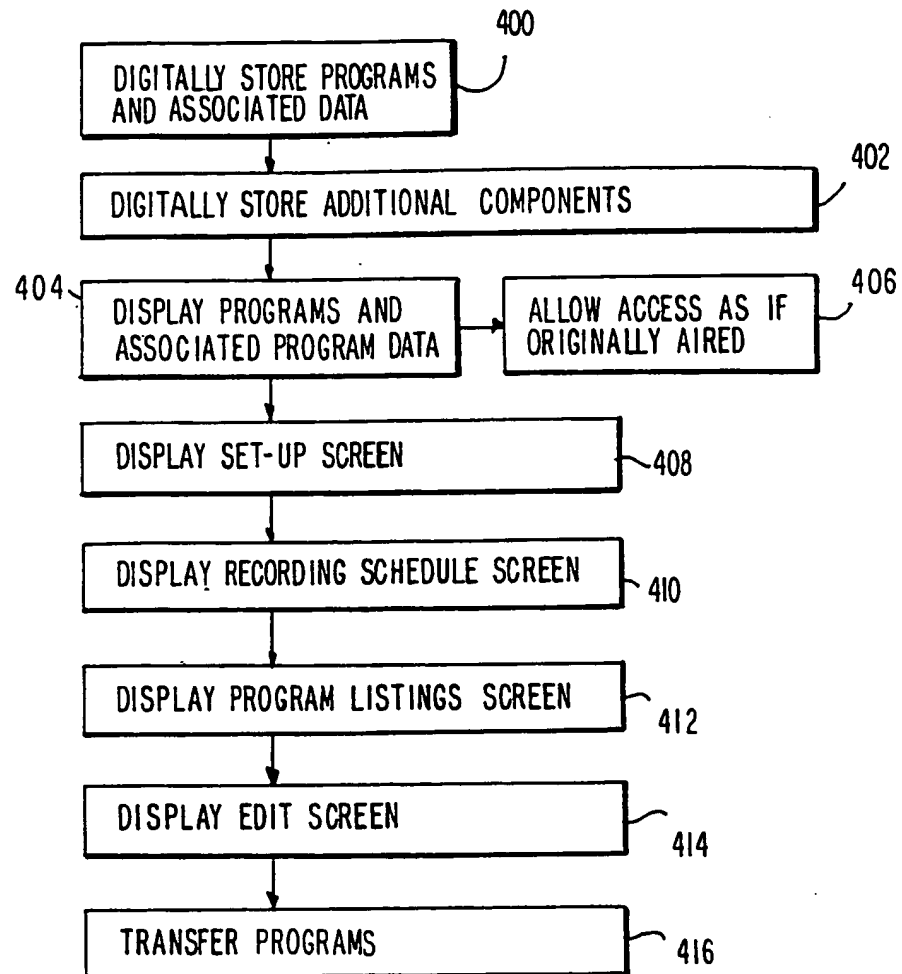 400
DIGITALLY STORE PROGRAMS
AND ASSOCIATED DATA
402
DIGITALLY STORE ADDITIONAL COMPONENTS
404
DISPLAY PROGRAMS AND
ASSOCIATED PROGRAM DATA
406
ALLOW ACCESS AS IF
ORIGINALLY AIRED
DISPLAY SET-UP SCREEN
408
DISPLAY RECORDING SCHEDULE SCREEN
410
DISPLAY PROGRAM LISTINGS SCREEN
412
DISPLAY EDIT SCREEN
414
TRANSFER PROGRAMS
416